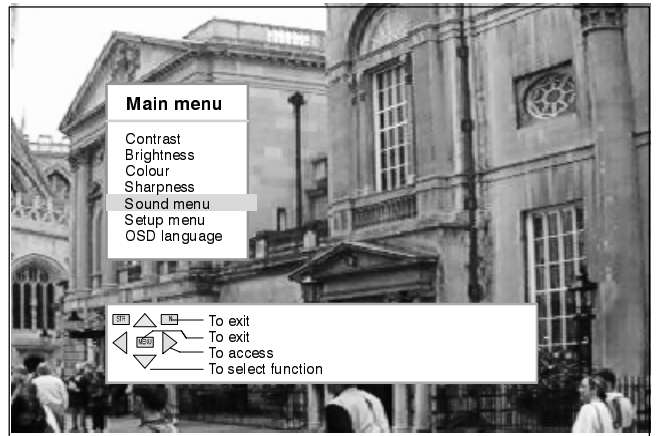 Main menu
Contrast
Brightness
Colour
Sharpness
Sound menu
Setup menu
OSD language
STR
N
To exit
MENU
To exit
To access
To select function